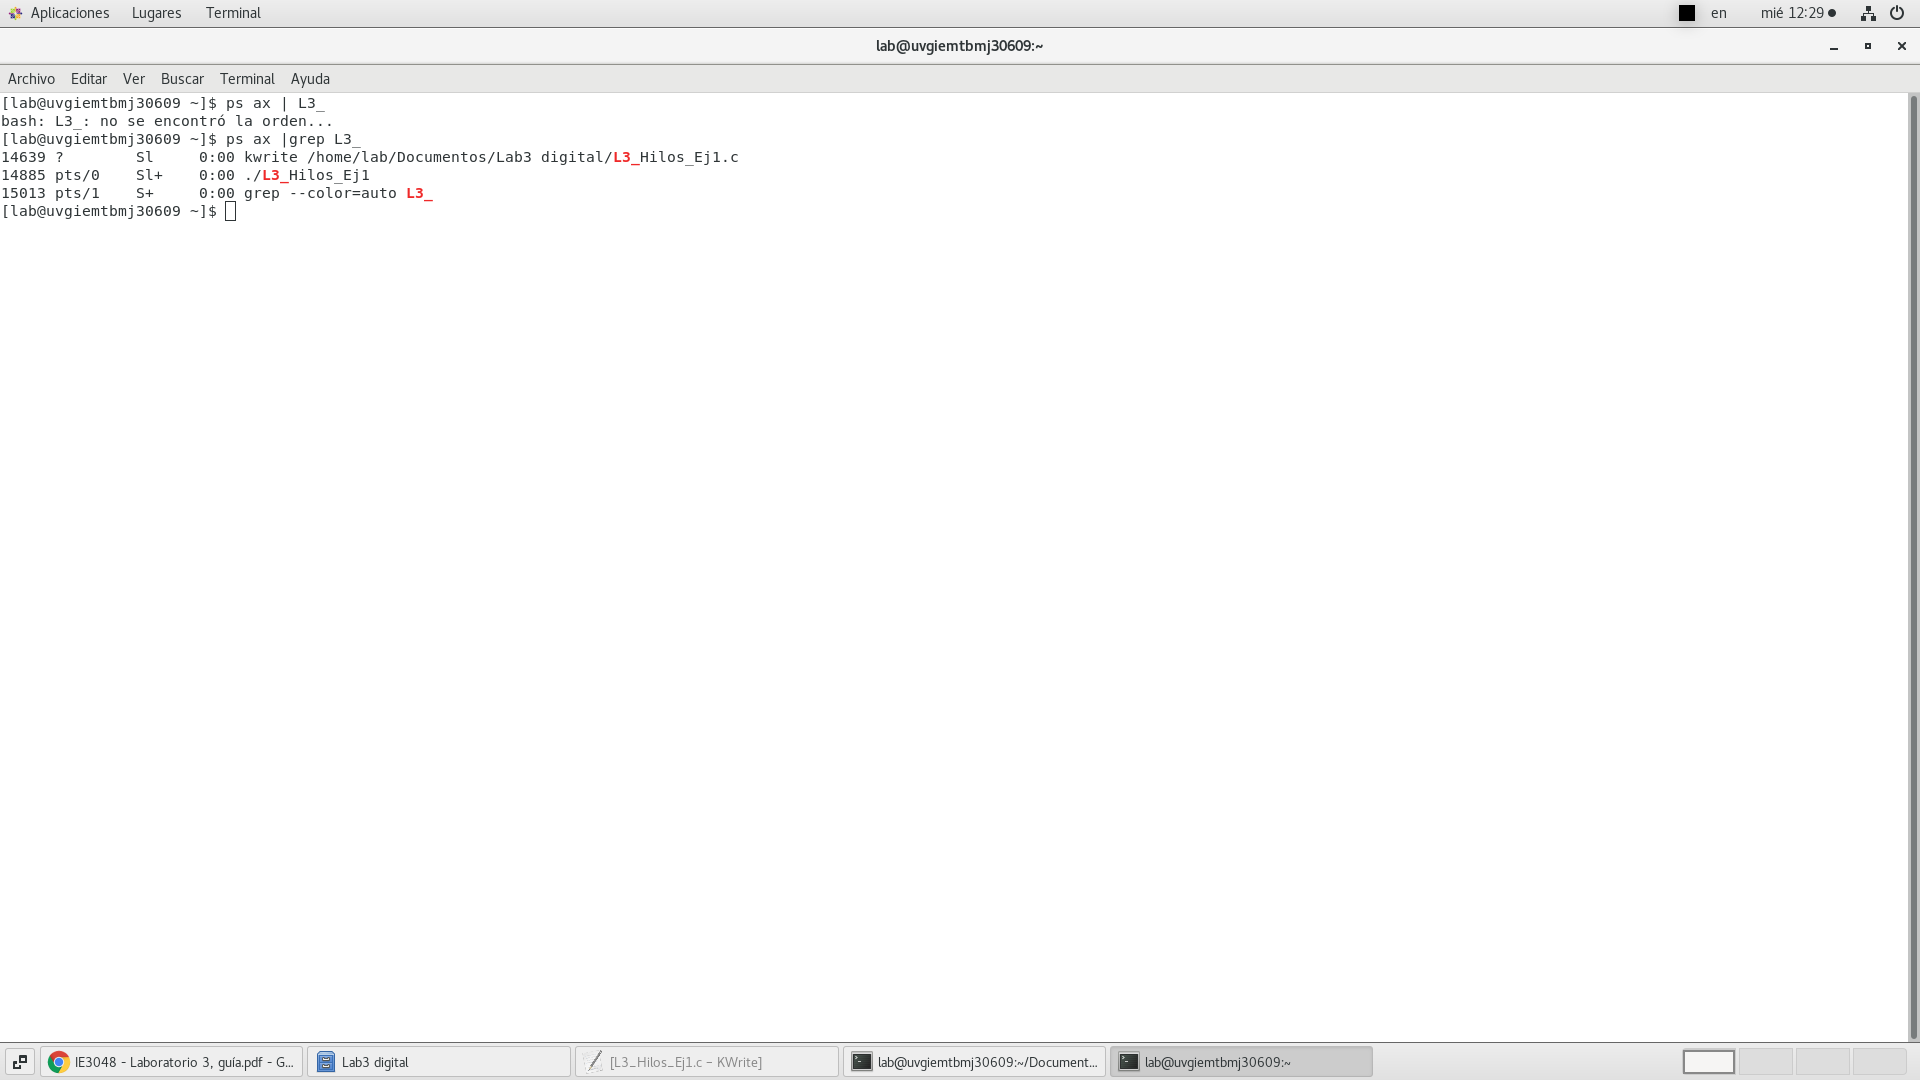 Aplicaciones Lugares Terminal en mié 12:29
lab@uvgiemtbmj30609:~
Archivo Editar Ver Buscar Terminal Ayuda
[lab@uvgiemtbmj30609 ~]$ ps ax | L3_
bash: L3_: no se encontró la orden...
[lab@uvgiemtbmj30609 ~]$ ps ax |grep L3_
14639 ?        Sl     0:00 kwrite /home/lab/Documentos/Lab3 digital/L3_Hilos_Ej1.c
14885 pts/0    Sl+    0:00 ./L3_Hilos_Ej1
15013 pts/1    S+     0:00 grep --color=auto L3_
[lab@uvgiemtbmj30609 ~]$
IE3048 - Laboratorio 3, guía.pdf - G... Lab3 digital [L3_Hilos_Ej1.c – KWrite] lab@uvgiemtbmj30609:~/Document... lab@uvgiemtbmj30609:~